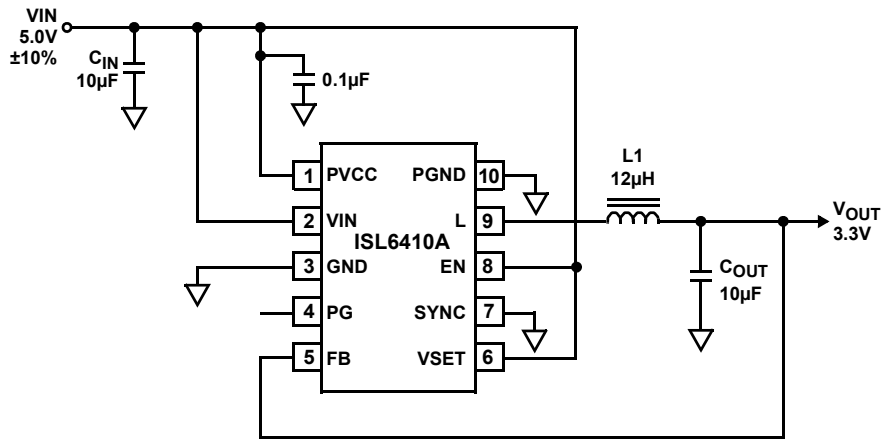 VIN
5.0V
±10%
CIN
10µF
0.1µF
1 PVCC
PGND 10
2 VIN
L 9
ISL6410A
3 GND
EN 8
4 PG
SYNC 7
5 FB
VSET 6
L1
12µH
VOUT
3.3V
COUT
10µF